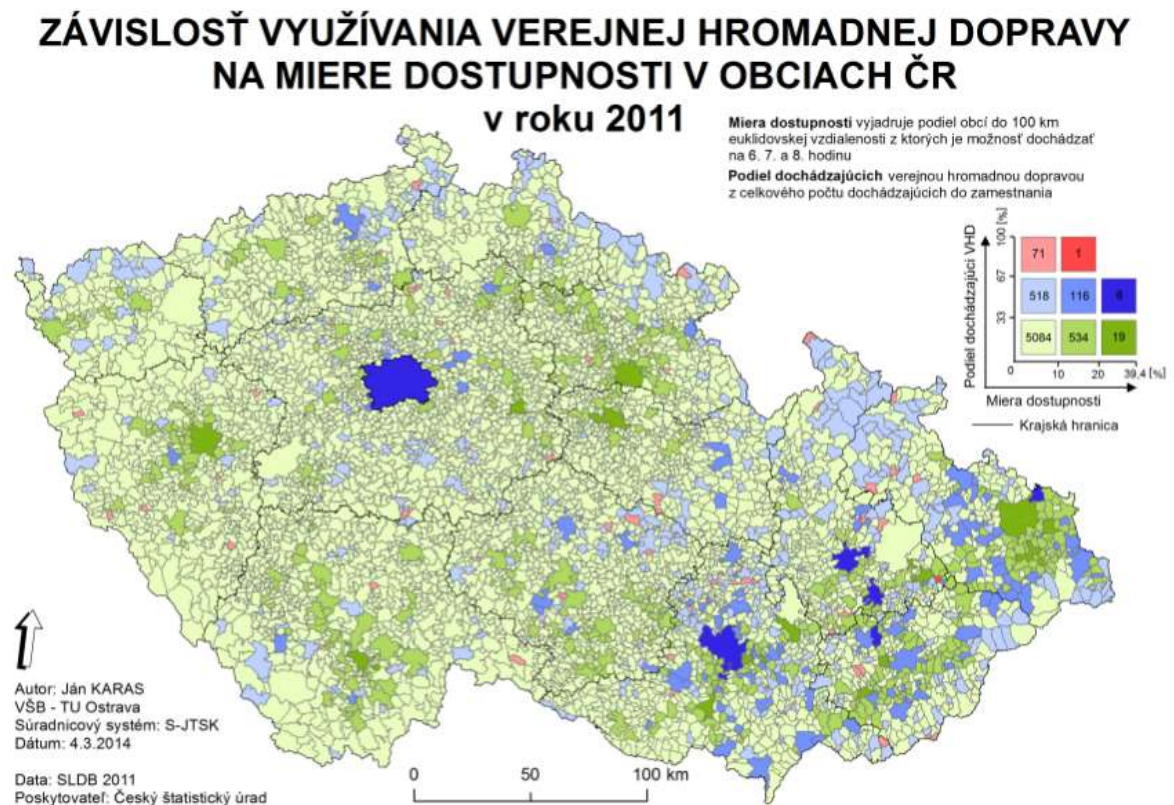 ZÁVISLOSŤ VYUŽÍVANIA VEREJNEJ HROMADNEJ DOPRAVY
NA MIERE DOSTUPNOSTI V OBCIACH ČR
v roku 2011
Miera dostupnosti vyjadruje podiel obcí do 100 km
euklidovskej vzdialenosti z ktorých je možnosť dochádzať
na 6. 7. a 8. hodinu
Podiel dochádzajúcich verejnou hromadnou dopravou
z celkového počtu dochádzajúcich do zamestnania
Podiel dochádzajúci VHD
100 [%]
67
33
71 1
518 116 6
5084 534 19
0 10 20 39,4 [%]
Miera dostupnosti
Krajská hranica
Autor: Ján KARAS
VŠB - TU Ostrava
Súradnicový systém: S-JTSK
Dátum: 4.3.2014
Data: SLDB 2011
Poskytovateľ: Český štatistický úrad
0 50 100 km